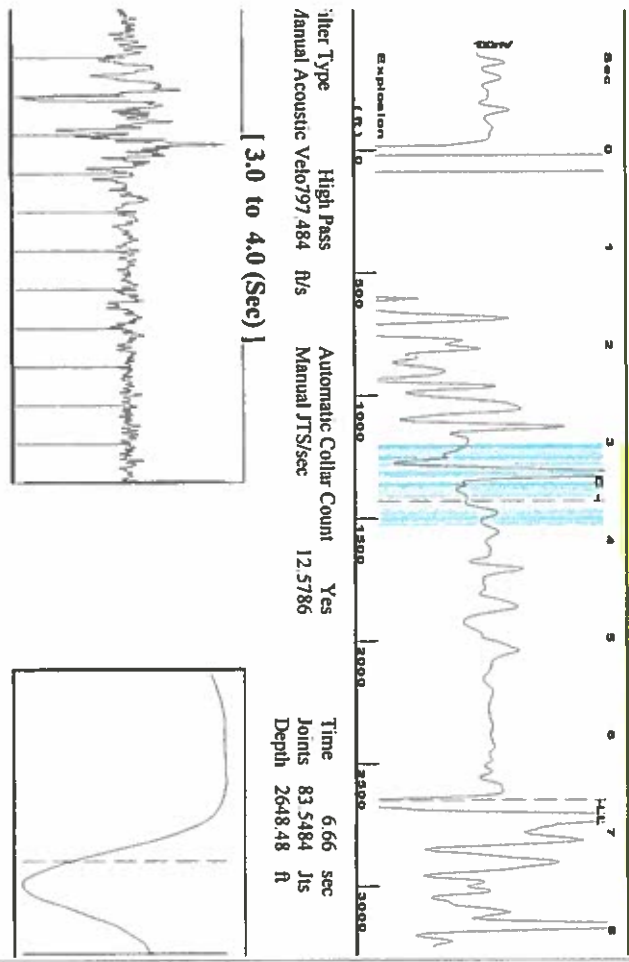 Sec 0 1 2 3 4 5 6 7 8
100mV
Explosion
(ft) 0 500 1000 1500 2000 2500 3000
ilter Type High Pass Automatic Collar Count Yes Time 6.66 sec
Manual Acoustic Velo797.484 ft/s Manual JTS/sec 12.5786 Joints 83.5484 Jts
Depth 2648.48 ft
[ 3.0 to 4.0 (Sec) ]